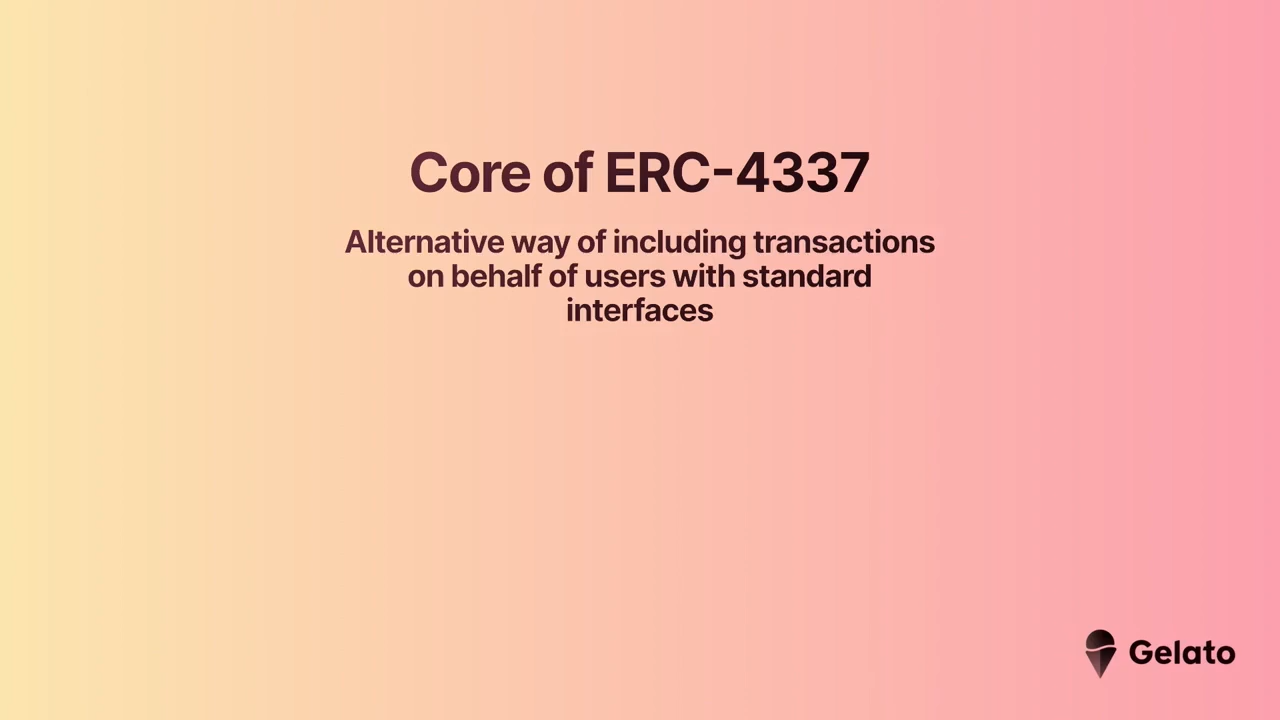 Core of ERC-4337
Alternative way of including transactions
on behalf of users with standard
interfaces
Gelato